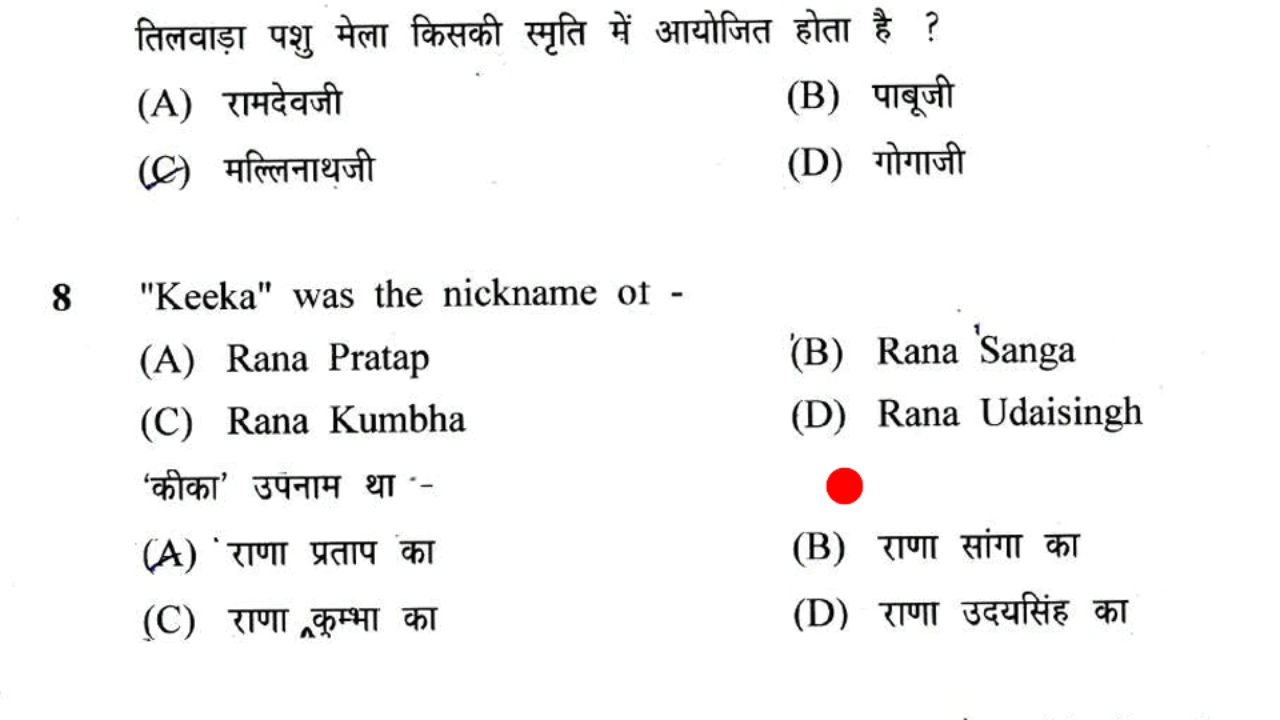 तिलवाड़ा पशु मेला किसकी स्मृति में आयोजित होता है ?
(A) रामदेवजी (B) पाबूजी
(C) मल्लिनाथजी (D) गोगाजी
8 "Keeka" was the nickname of -
(A) Rana Pratap (B) Rana Sanga
(C) Rana Kumbha (D) Rana Udaisingh
‘कीका’ उपनाम था -
(A) राणा प्रताप का (B) राणा सांगा का
(C) राणा कुम्भा का (D) राणा उदयसिंह का